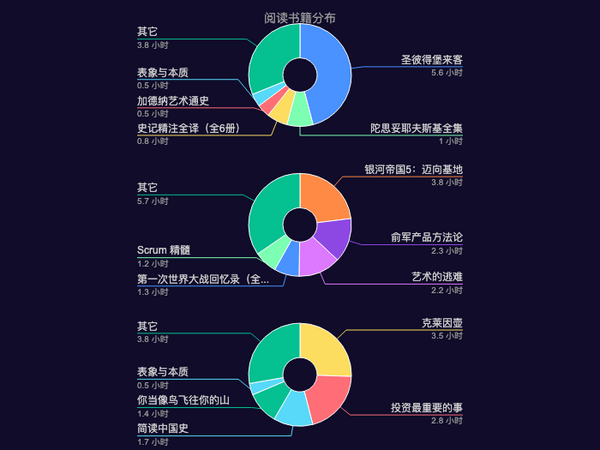 阅读书籍分布
其它
3.8 小时
圣彼得堡来客
5.6 小时
表象与本质
0.5 小时
加德纳艺术通史
0.5 小时
史记精注全译（全6册）
0.8 小时
陀思妥耶夫斯基全集
1 小时
银河帝国5：迈向基地
3.8 小时
其它
5.7 小时
俞军产品方法论
2.3 小时
Scrum 精髓
1.2 小时
第一次世界大战回忆录（全...
1.3 小时
艺术的逃难
2.2 小时
克莱因壶
3.5 小时
其它
3.8 小时
表象与本质
0.5 小时
你当像鸟飞往你的山
1.4 小时
投资最重要的事
2.8 小时
简读中国史
1.7 小时